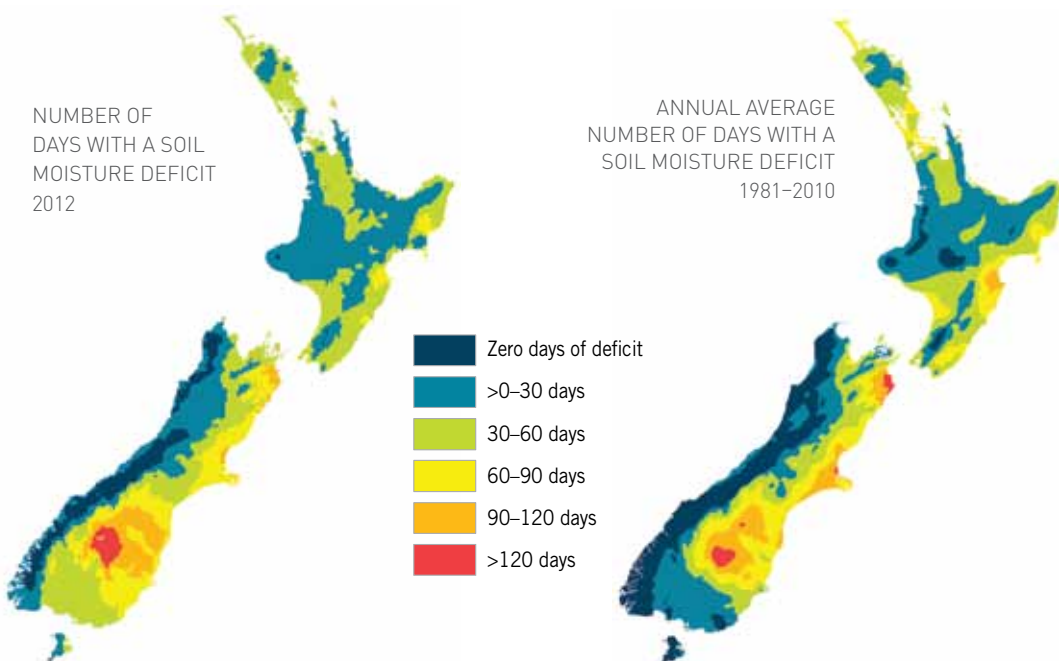 NUMBER OF
DAYS WITH A SOIL
MOISTURE DEFICIT
2012
ANNUAL AVERAGE
NUMBER OF DAYS WITH A
SOIL MOISTURE DEFICIT
1981–2010
Zero days of deficit
>0–30 days
30–60 days
60–90 days
90–120 days
>120 days